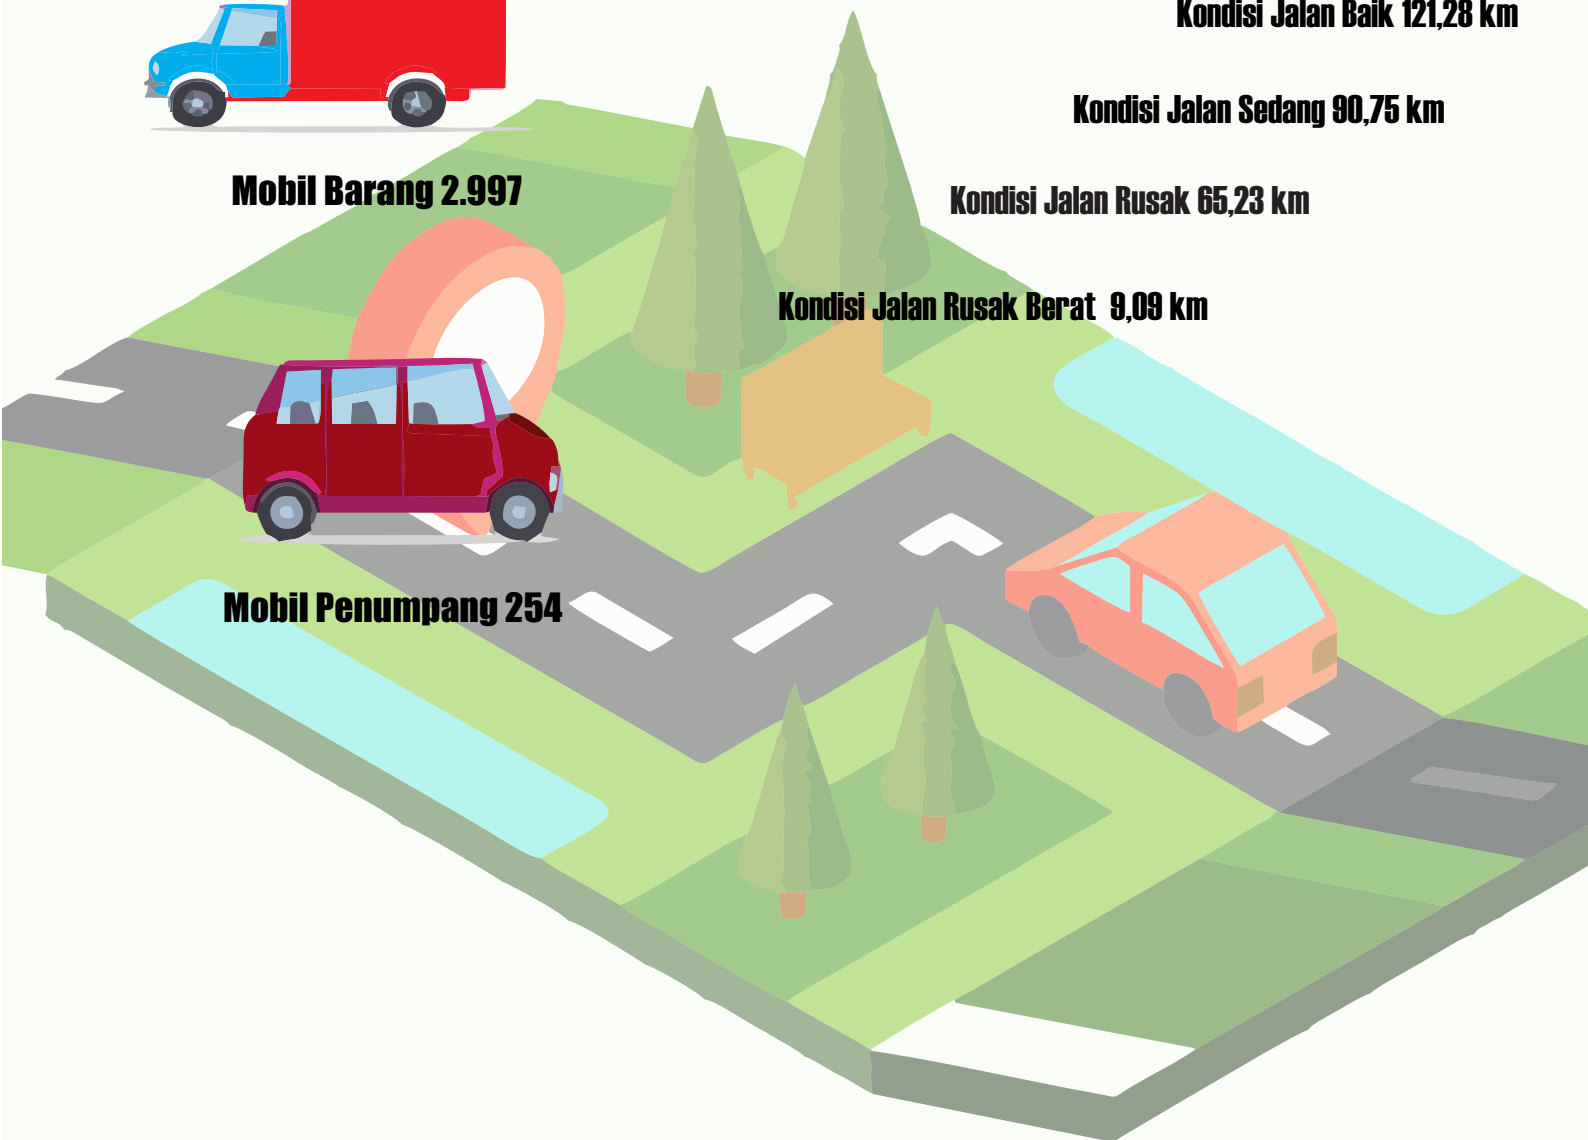 Kondisi Jalan Baik 121,28 km
Kondisi Jalan Sedang 90,75 km
Mobil Barang 2.997
Kondisi Jalan Rusak 65,23 km
Kondisi Jalan Rusak Berat 9,09 km
Mobil Penumpang 254